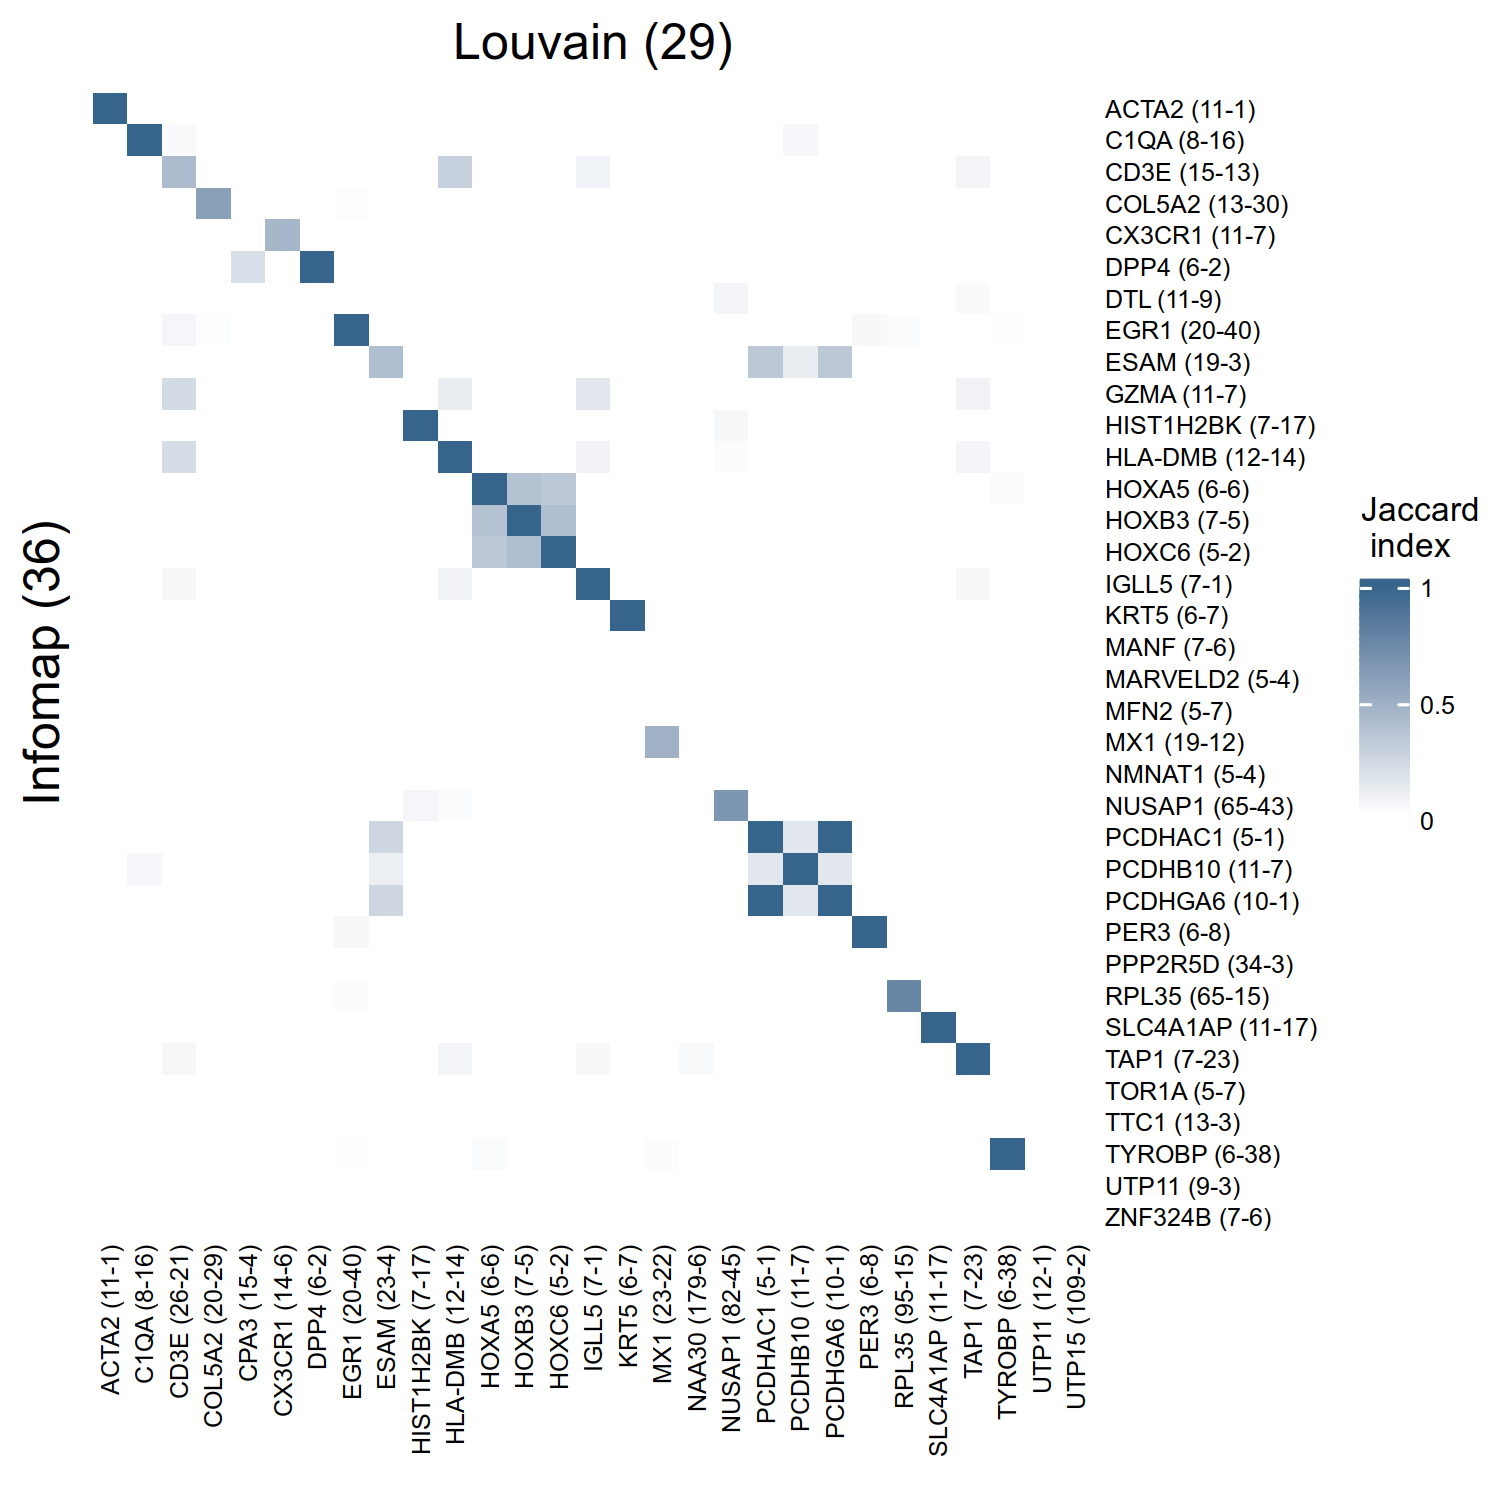 Louvain (29)
Infomap (36)
ACTA2 (11-1)
C1QA (8-16)
CD3E (15-13)
COL5A2 (13-30)
CX3CR1 (11-7)
DPP4 (6-2)
DTL (11-9)
EGR1 (20-40)
ESAM (19-3)
GZMA (11-7)
HIST1H2BK (7-17)
HLA-DMB (12-14)
HOXA5 (6-6)
HOXB3 (7-5)
HOXC6 (5-2)
IGLL5 (7-1)
KRT5 (6-7)
MANF (7-6)
MARVELD2 (5-4)
MFN2 (5-7)
MX1 (19-12)
NMNAT1 (5-4)
NUSAP1 (65-43)
PCDHAC1 (5-1)
PCDHB10 (11-7)
PCDHGA6 (10-1)
PER3 (6-8)
PPP2R5D (34-3)
RPL35 (65-15)
SLC4A1AP (11-17)
TAP1 (7-23)
TOR1A (5-7)
TTC1 (13-3)
TYROBP (6-38)
UTP11 (9-3)
ZNF324B (7-6)
Jaccard
index
1
0.5
0
ACTA2 (11-1)
C1QA (8-16)
CD3E (26-21)
COL5A2 (20-29)
CPA3 (15-4)
CX3CR1 (14-6)
DPP4 (6-2)
EGR1 (20-40)
ESAM (23-4)
HIST1H2BK (7-17)
HLA-DMB (12-14)
HOXA5 (6-6)
HOXB3 (7-5)
HOXC6 (5-2)
IGLL5 (7-1)
KRT5 (6-7)
MX1 (23-22)
NAA30 (179-6)
NUSAP1 (82-45)
PCDHAC1 (5-1)
PCDHB10 (11-7)
PCDHGA6 (10-1)
PER3 (6-8)
RPL35 (95-15)
SLC4A1AP (11-17)
TAP1 (7-23)
TYROBP (6-38)
UTP11 (12-1)
UTP15 (109-2)